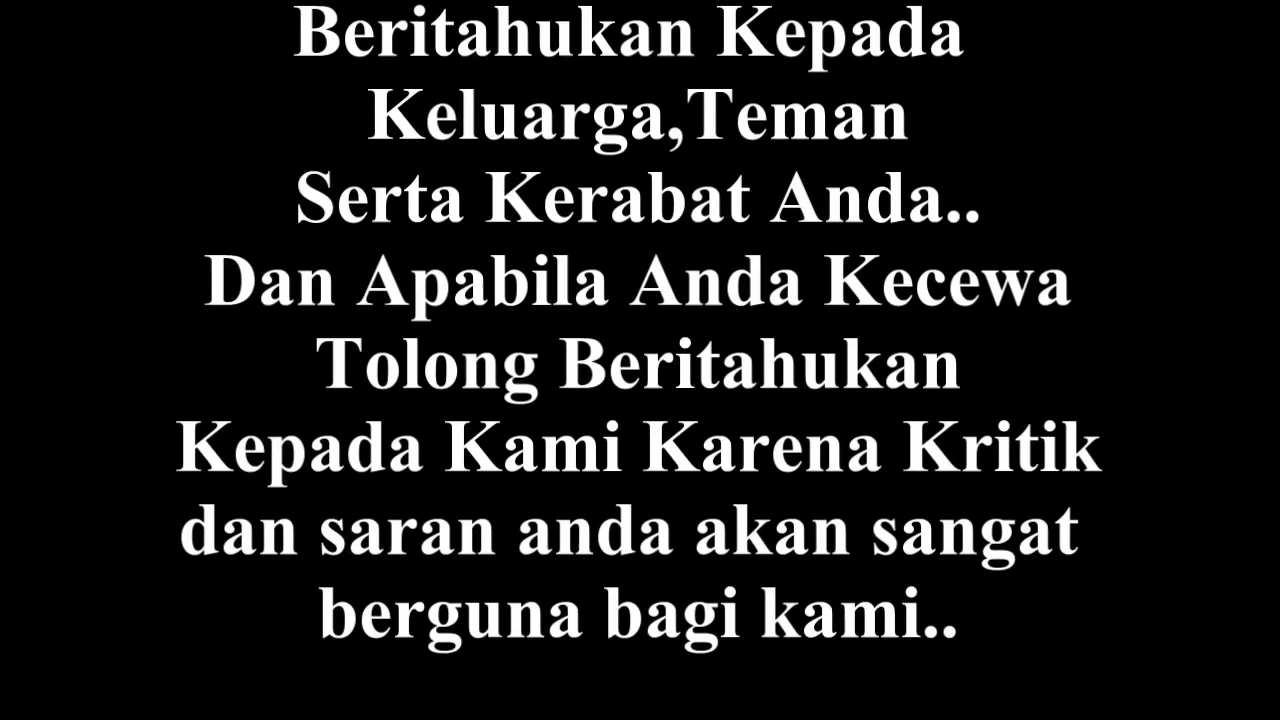 Beritahukan Kepada
Keluarga,Teman
Serta Kerabat Anda..
Dan Apabila Anda Kecewa
Tolong Beritahukan
Kepada Kami Karena Kritik
dan saran anda akan sangat
berguna bagi kami..